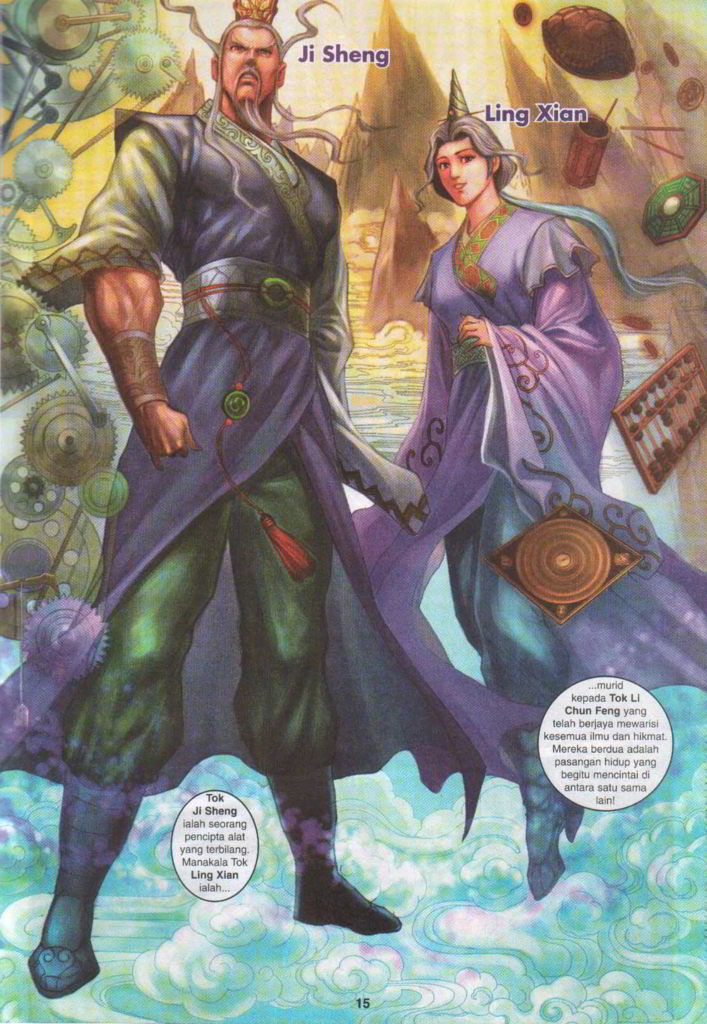 Ji Sheng
Ling Xian
Tok
Ji Sheng
ialah seorang
pencipta alat
yang terbilang.
Manakala Tok
Ling Xian
ialah...
...murid
kepada Tok Li
Chun Feng yang
telah berjaya mewarisi
kesemua ilmu dan hikmat.
Mereka berdua adalah
pasangan hidup yang
begitu mencintai di
antara satu sama
lain!
15